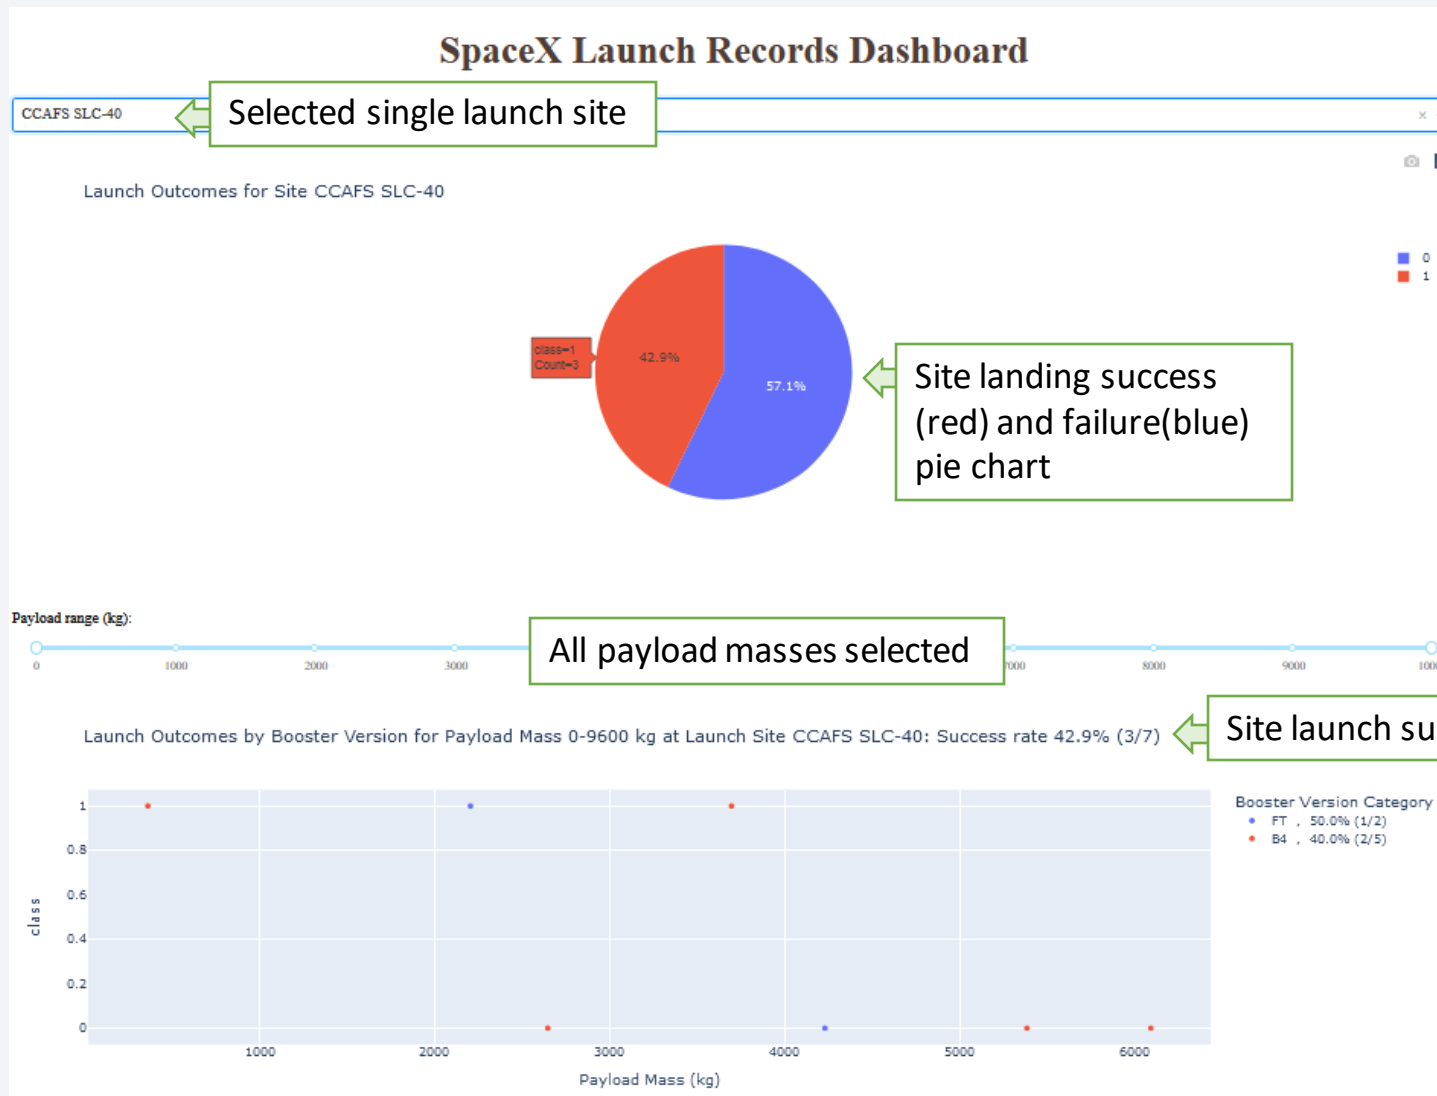 SpaceX Launch Records Dashboard
CCAFS SLC-40
Selected single launch site
×
Launch Outcomes for Site CCAFS SLC-40
0
1
class=1
Count=3
42.9%
57.1%
Site landing success
(red) and failure(blue)
pie chart
Payload range (kg):
All payload masses selected
0
1000
2000
3000
8000
9000
Launch Outcomes by Booster Version for Payload Mass 0-9600 kg at Launch Site CCAFS SLC-40: Success rate 42.9% (3/7)
Site launch su
Booster Version Category
FT , 50.0% (1/2)
B4 , 40.0% (2/5)
class
1
0.8
0.6
0.4
0.2
0
1000
2000
3000
4000
5000
6000
Payload Mass (kg)